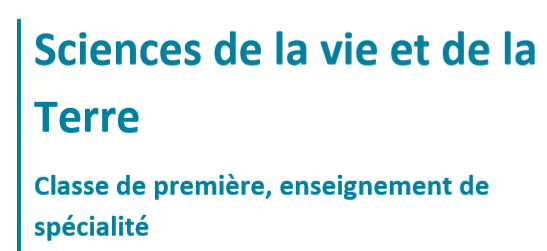 Sciences de la vie et de la
Terre
Classe de première, enseignement de
spécialité